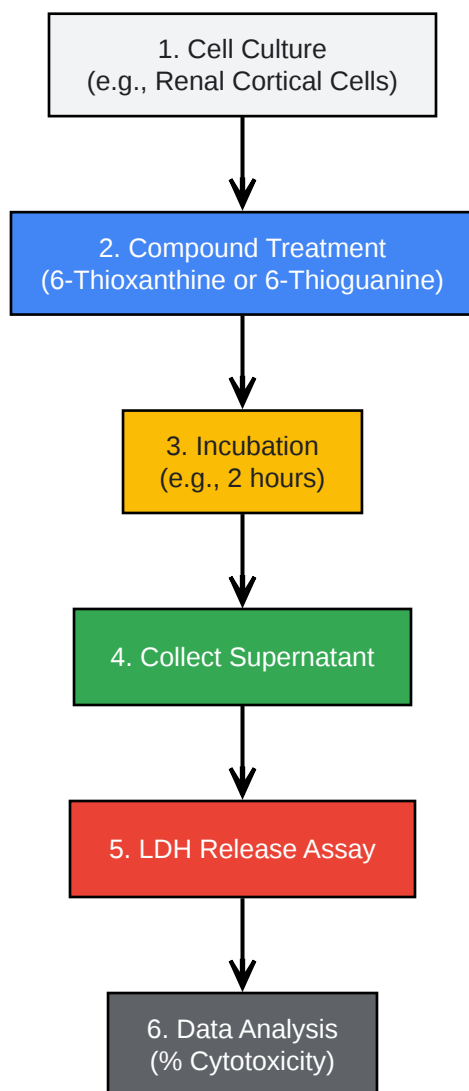 1. Cell Culture
(e.g., Renal Cortical Cells)
2. Compound Treatment
(6-Thioxanthine or 6-Thioguanine)
3. Incubation
(e.g., 2 hours)
4. Collect Supernatant
5. LDH Release Assay
6. Data Analysis
(% Cytotoxicity)